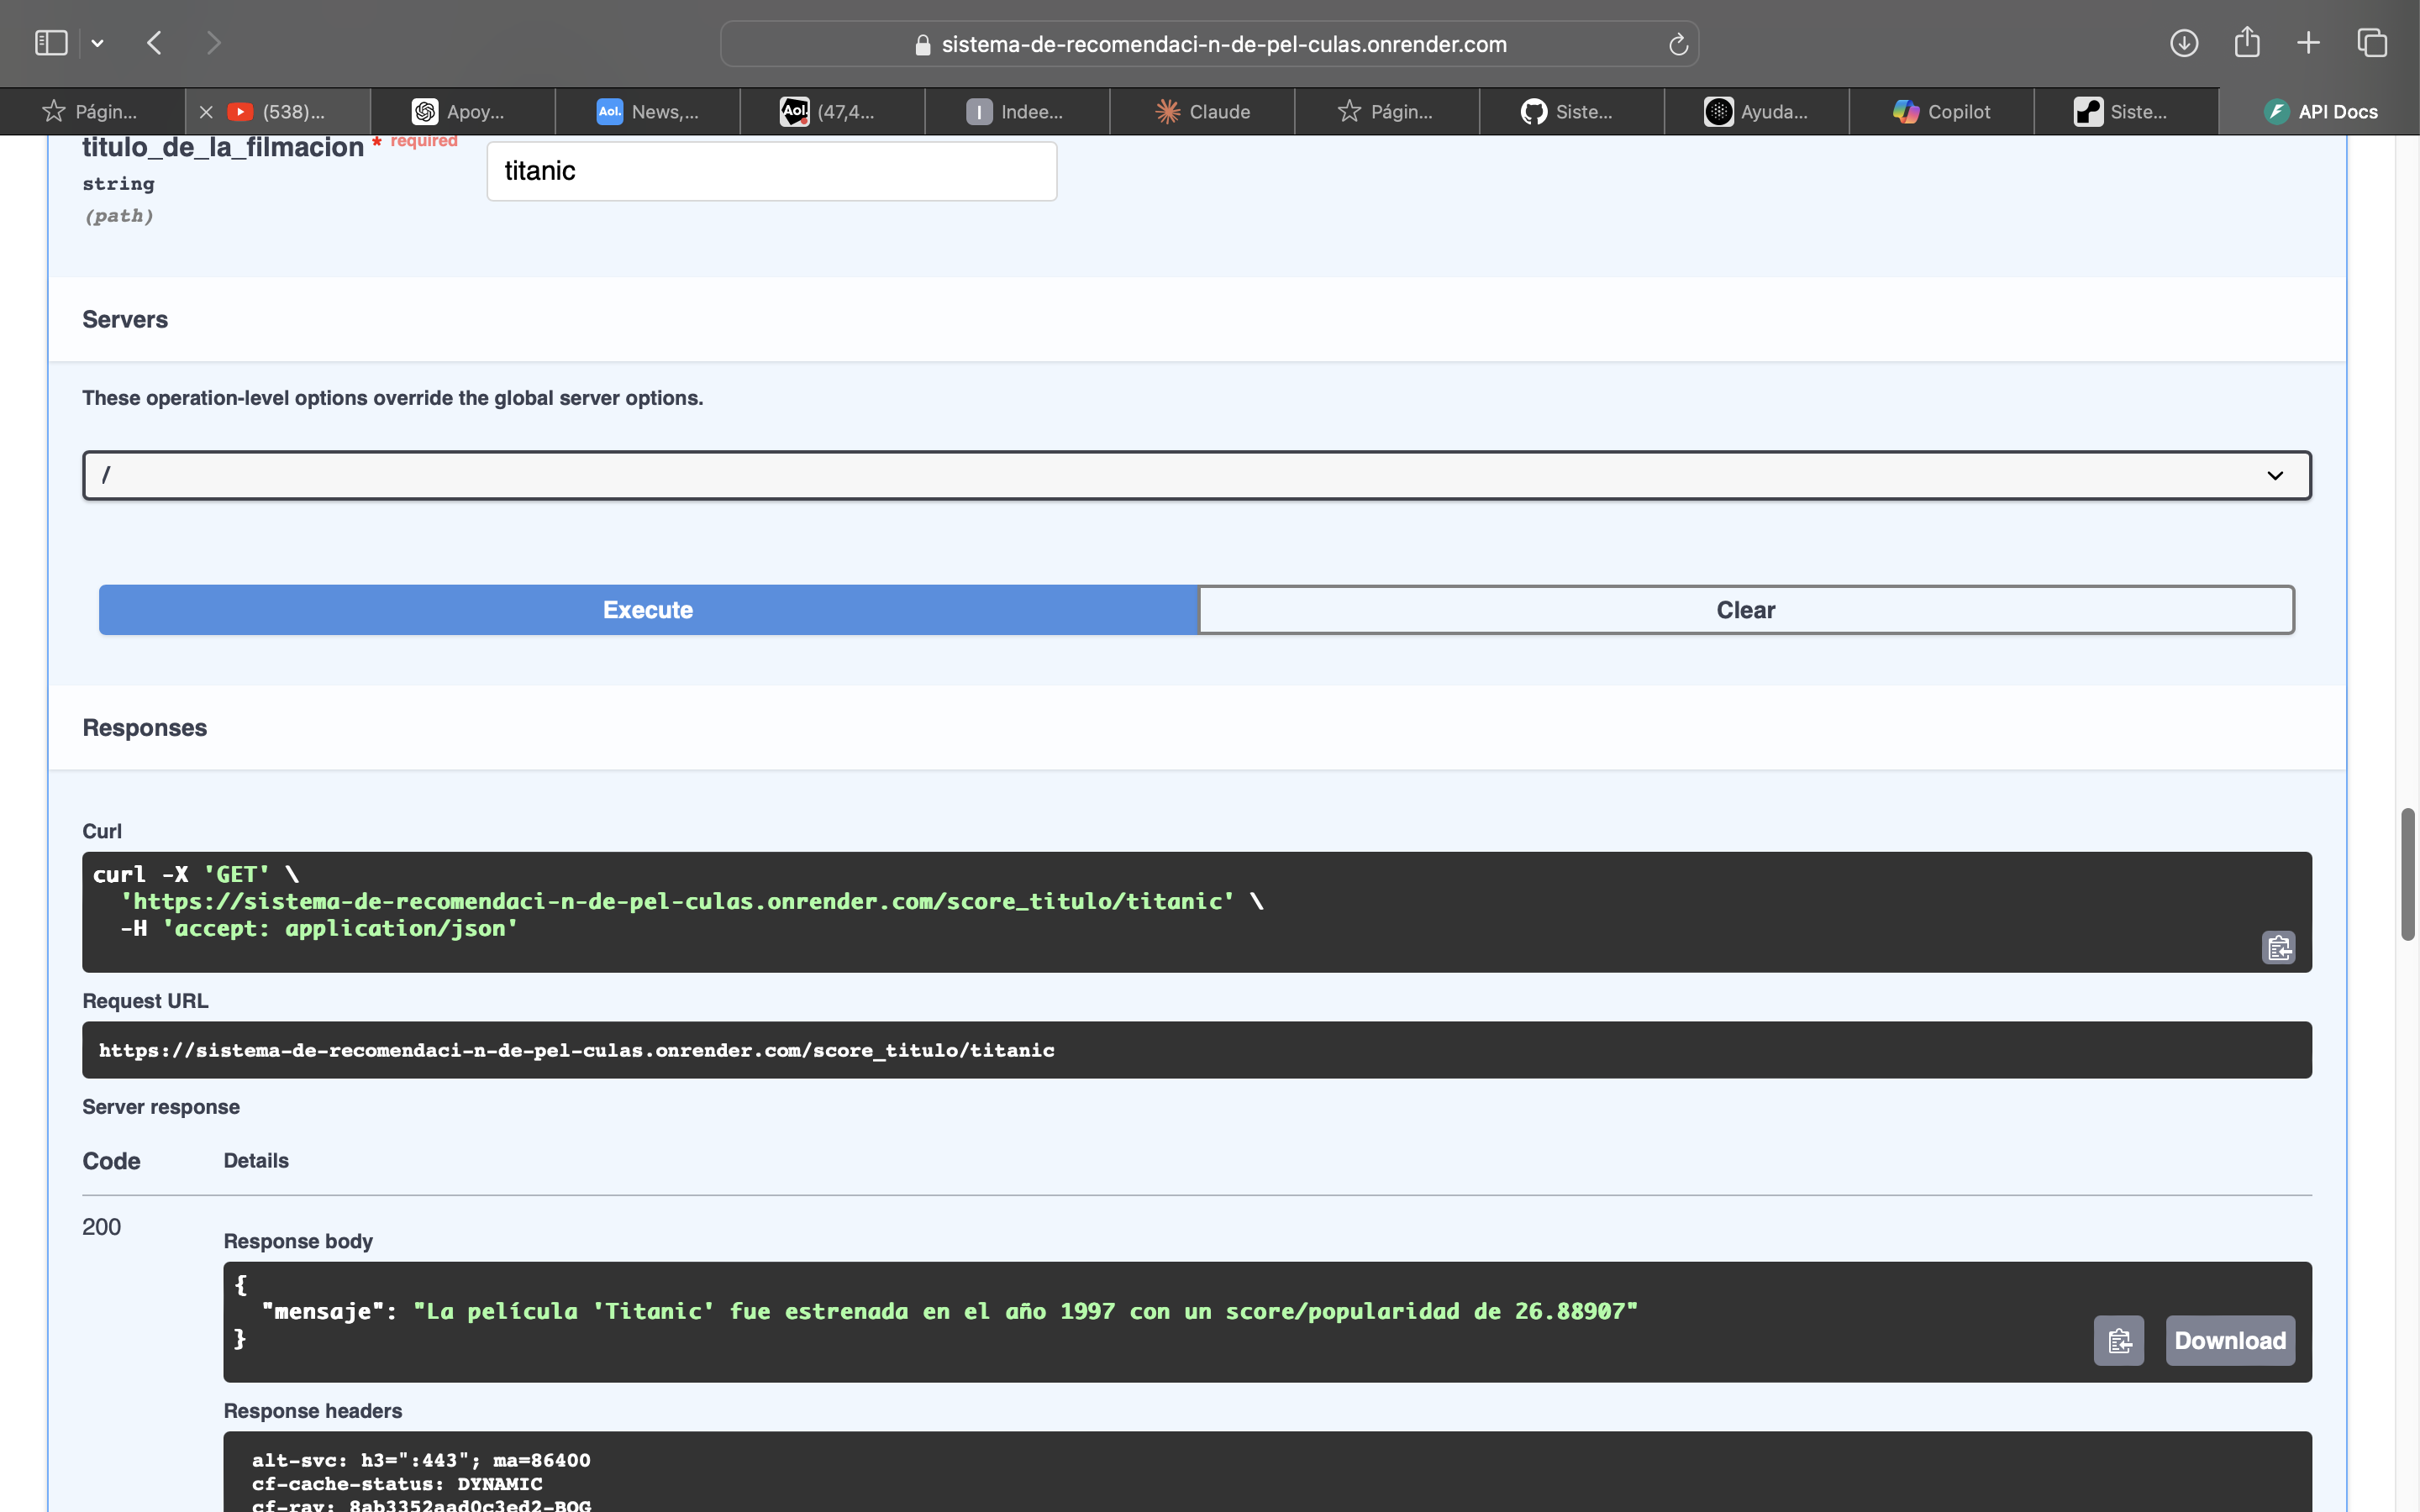 sistema-de-recomendaci-n-de-pel-culas.onrender.com
Págin...
(538)...
Apoy...
Aol.
News,...
Aol.
(47,4...
I
Indee...
Claude
Págin...
Siste...
Ayuda...
Copilot
Siste...
API Docs
titulo_de_la_filmacion * required
titanic
string
(path)
Servers
These operation-level options override the global server options.
/
Execute
Clear
Responses
Curl
curl -X 'GET' \
'https://sistema-de-recomendaci-n-de-pel-culas.onrender.com/score_titulo/titanic' \
-H 'accept: application/json'
Request URL
https://sistema-de-recomendaci-n-de-pel-culas.onrender.com/score_titulo/titanic
Server response
Code
Details
200
Response body
{
"mensaje": "La película 'Titanic' fue estrenada en el año 1997 con un score/popularidad de 26.88907"
}
Download
Response headers
alt-svc: h3=":443"; ma=86400
cf-cache-status: DYNAMIC
cf-ray: 8ab3352aad0c3ed2-BOG